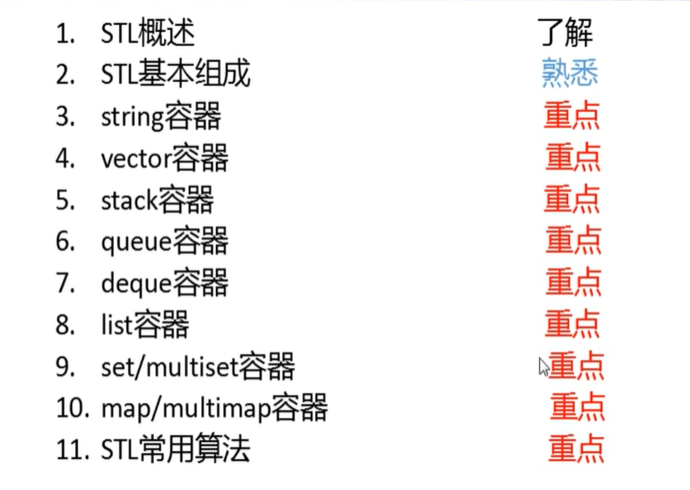 1. STL概述 了解
2. STL基本组成 熟悉
3. string容器 重点
4. vector容器 重点
5. stack容器 重点
6. queue容器 重点
7. deque容器 重点
8. list容器 重点
9. set/multiset容器 重点
10. map/multimap容器 重点
11. STL常用算法 重点